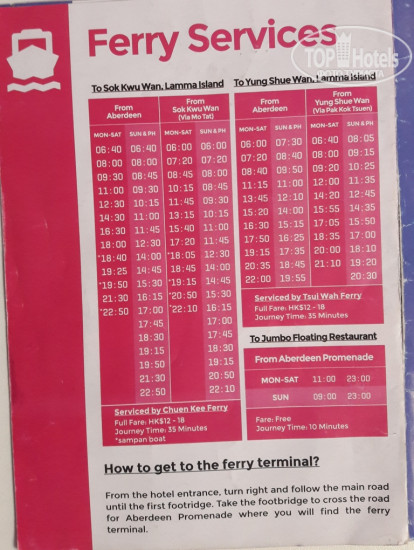 Ferry Services
TOP Hotels
To Sok Kwu Wan, Lamma Island
From Aberdeen
From Sok Kwu Wan (Via Mo Tat)
MON-SAT SUN & PH MON-SAT SUN & PH
06:40 06:40 06:00 06:00
08:00 08:00 07:20 07:20
09:30 08:45 08:45 08:00
11:00 09:30 10:15 08:45
12:30 10:15 11:45 09:30
14:30 11:00 13:15 10:15
16:30 11:45 15:40 11:00
18:00 12:30 17:20 11:45
*18:40 14:00 *18:05 12:30
19:25 14:45 18:45 14:00
*19:50 15:30 *19:15 14:45
21:30 16:15 *20:50 15:30
*22:50 17:00 *22:10 16:15
17:45 17:00
18:30 17:45
19:15 18:30
19:50 19:15
21:30 20:50
22:50 22:10
Serviced by Chuen Kee Ferry
Full Fare: HK$12 - 18
Journey Time: 35 Minutes
*sampan boat
To Yung Shue Wan, Lamma Island
From Aberdeen
From Yung Shue Wan (Via Pak Kok Tsuen)
MON-SAT SUN & PH MON-SAT SUN & PH
06:00 07:30 06:40 08:05
07:20 08:40 08:00 09:15
08:40 09:50 09:20 10:25
11:15 11:00 12:00 11:35
13:45 12:10 14:20 12:45
15:20 14:00 15:55 14:35
16:30 15:15 17:05 15:50
17:50 16:25 18:35 17:00
19:15 17:35 20:00 18:10
20:35 18:45 21:10 19:20
22:00 19:55 20:30
Serviced by Tsui Wah Ferry
Full Fare: HK$12 - 18
Journey Time: 35 Minutes
To Jumbo Floating Restaurant
From Aberdeen Promenade
MON-SAT 11:00 23:00
SUN 09:00 23:00
Fare: Free
Journey Time: 10 Minutes
How to get to the ferry terminal?
From the hotel entrance, turn right and follow the main road
until the first footridge. Take the footbridge to cross the road
for Aberdeen Promenade where you will find the ferry
terminal.